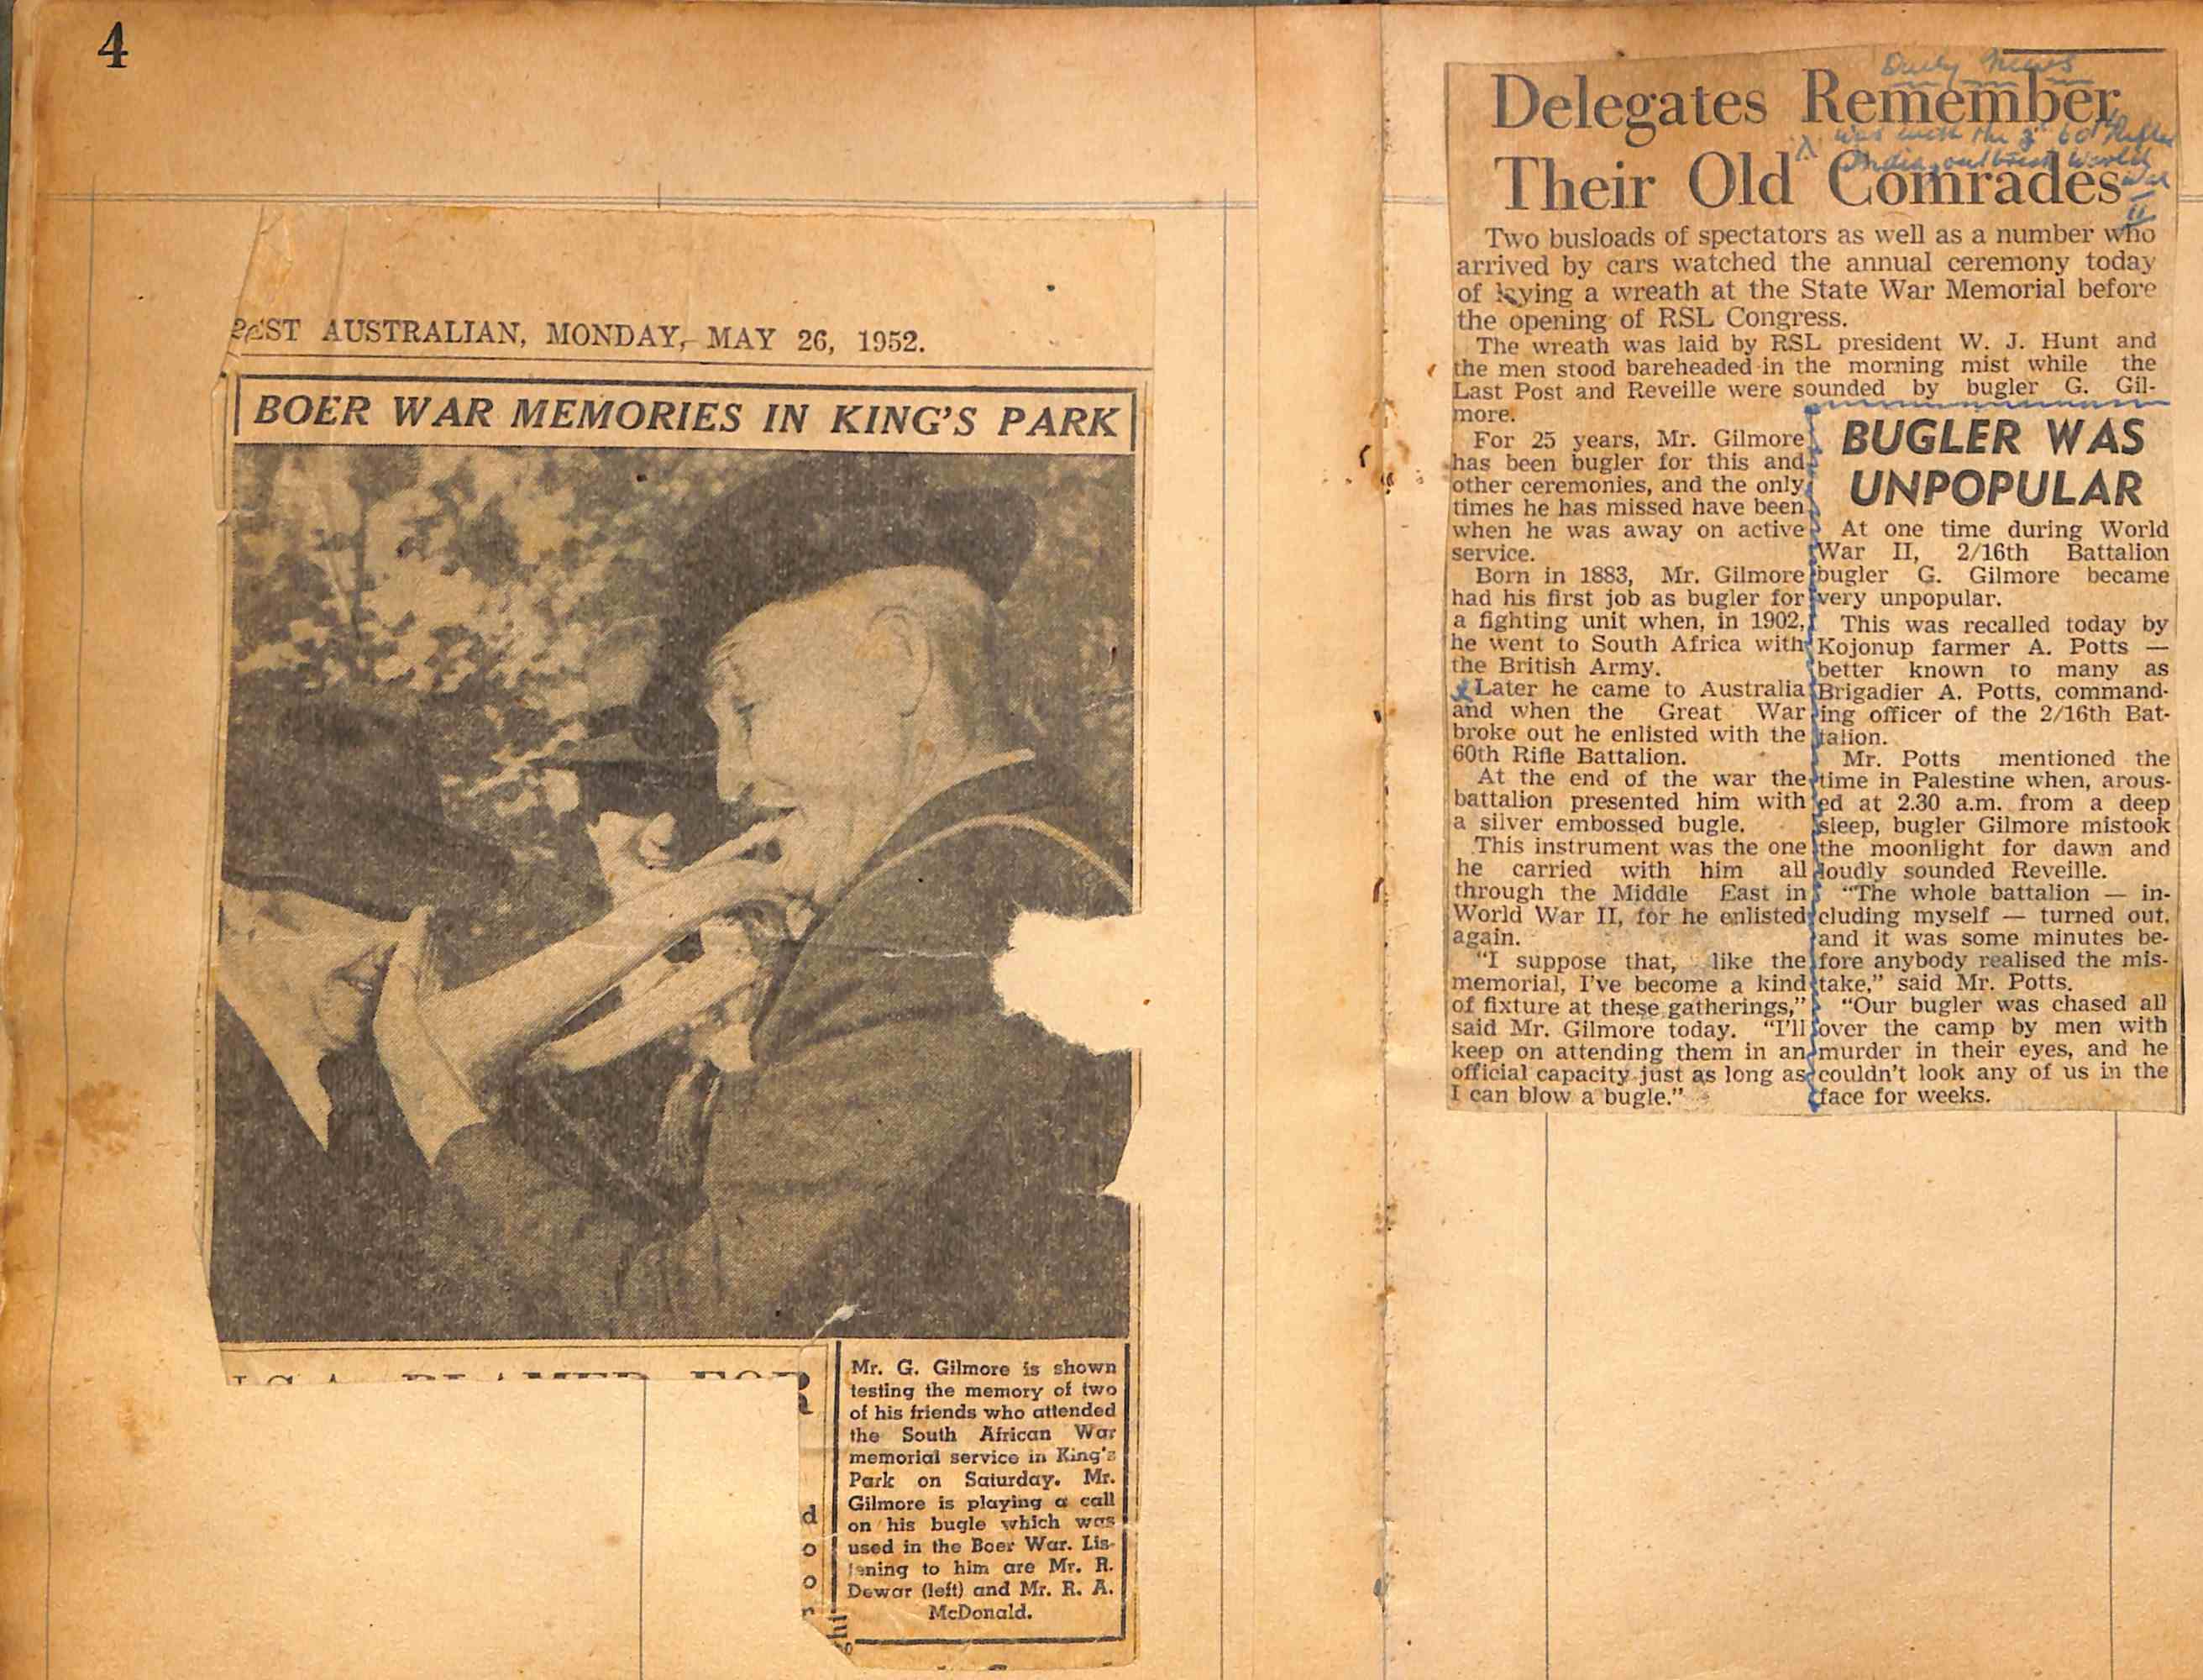 4
EST AUSTRALIAN, MONDAY, MAY 26, 1952.
BOER WAR MEMORIES IN KING'S PARK
Mr. G. Gilmore is shown
testing the memory of two
of his friends who attended
the South African War
memorial service in King's
Park on Saturday. Mr.
Gilmore is playing a call
on his bugle which was
used in the Boer War. Lis-
tening to him are Mr. R.
Dewar (left) and Mr. R. A.
McDonald.
d
o
o
r
Daily News
Delegates Remember
was with the 3rd 60th Rifles
India, outbreak World
War
Their Old Comrades
Two busloads of spectators as well as a number who
arrived by cars watched the annual ceremony today
of laying a wreath at the State War Memorial before
the opening of RSL Congress.
The wreath was laid by RSL president W. J. Hunt and
the men stood bareheaded in the morning mist while the
Last Post and Reveille were sounded by bugler G. Gil-
more.
For 25 years, Mr. Gilmore
has been bugler for this and
other ceremonies, and the only
times he has missed have been
when he was away on active
service.
Born in 1883, Mr. Gilmore
had his first job as bugler for
a fighting unit when, in 1902,
he went to South Africa with
the British Army.
Later he came to Australia
and when the Great War
broke out he enlisted with the
60th Rifle Battalion.
At the end of the war the
battalion presented him with
a silver embossed bugle.
This instrument was the one
he carried with him all
through the Middle East in
World War II, for he enlisted
again.
"I suppose that, like the
memorial, I've become a kind
of fixture at these gatherings,"
said Mr. Gilmore today. "I'll
keep on attending them in an
official capacity just as long as
I can blow a bugle."
BUGLER WAS
UNPOPULAR
At one time during World
War II, 2/16th Battalion
bugler G. Gilmore became
very unpopular.
This was recalled today by
Kojonup farmer A. Potts —
better known to many as
Brigadier A. Potts, command-
ing officer of the 2/16th Bat-
talion.
Mr. Potts mentioned the
time in Palestine when, arous-
ed at 2.30 a.m. from a deep
sleep, bugler Gilmore mistook
the moonlight for dawn and
loudly sounded Reveille.
"The whole battalion — in-
cluding myself — turned out,
and it was some minutes be-
fore anybody realised the mis-
take," said Mr. Potts.
"Our bugler was chased all
over the camp by men with
murder in their eyes, and he
couldn't look any of us in the
face for weeks.